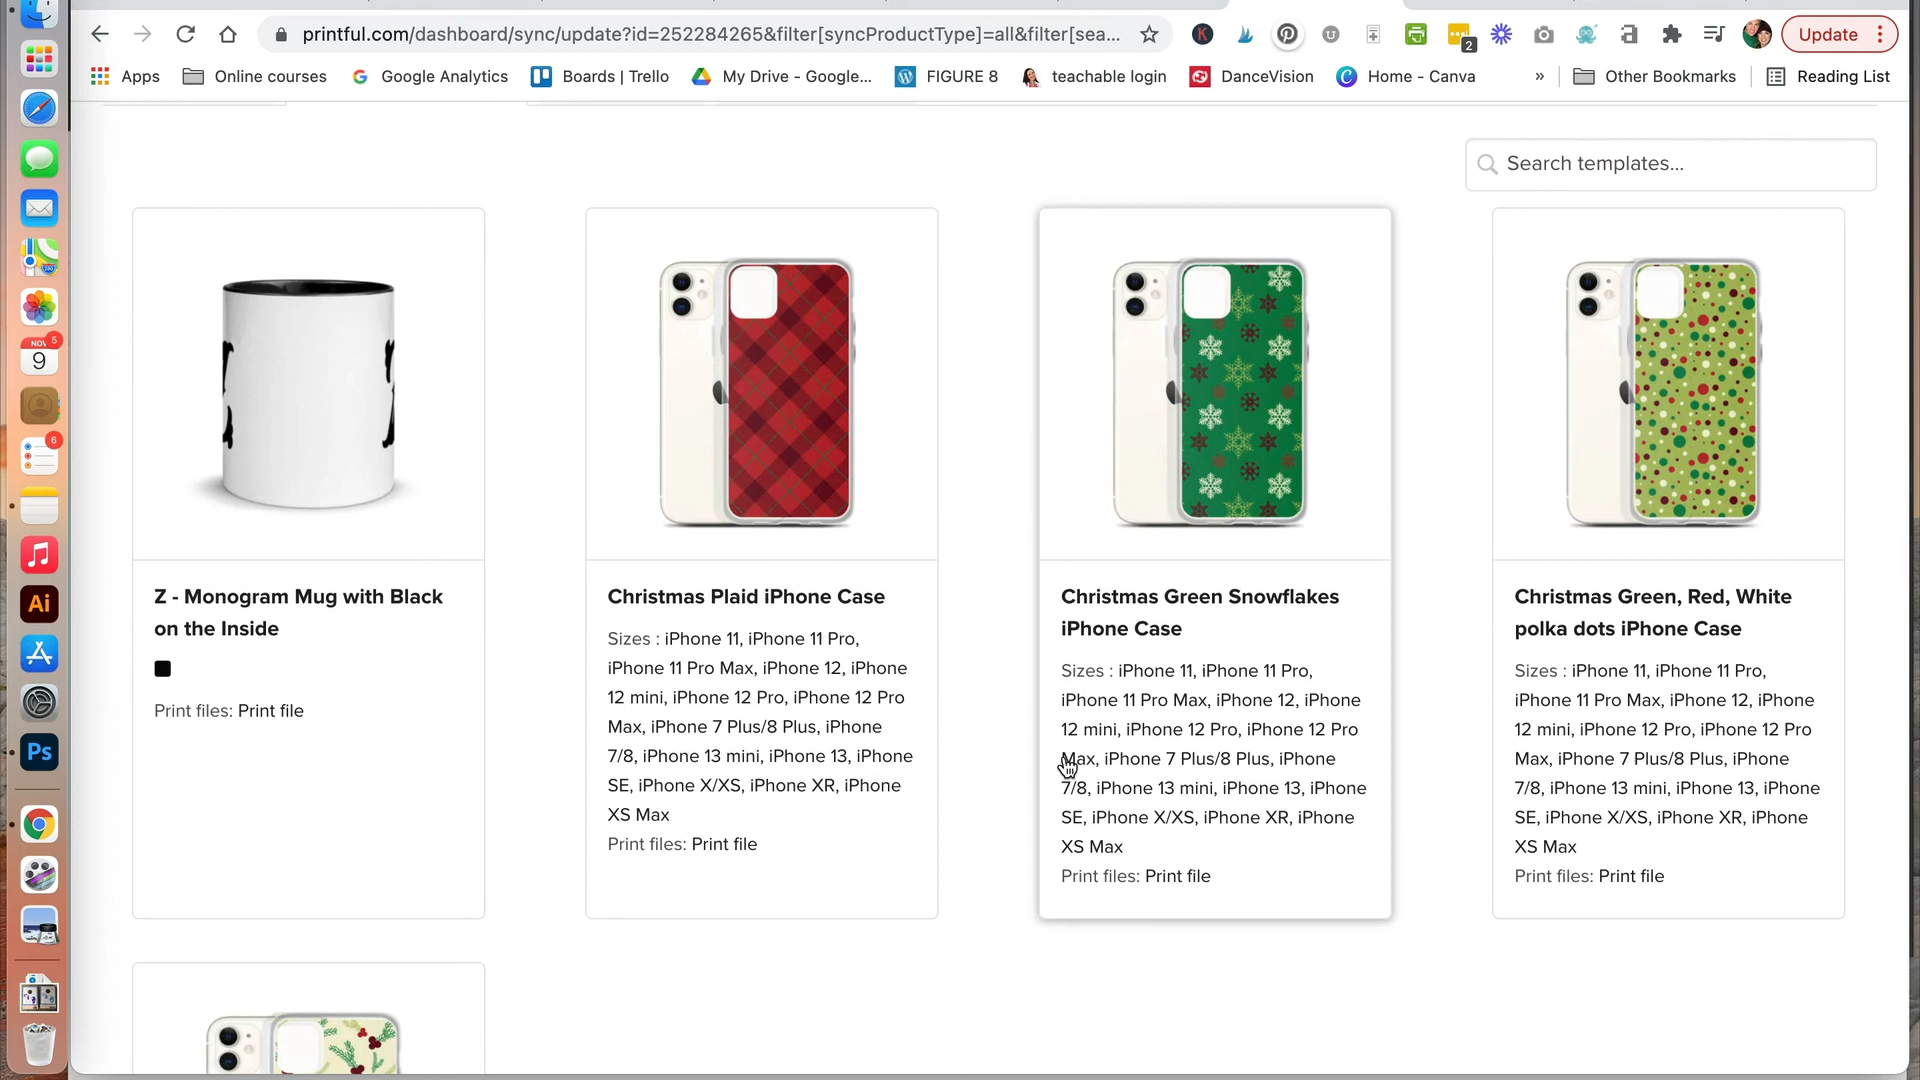 printful.com/dashboard/sync/update?id=252284265&filter[syncProductType]=all&filter[sea...
2
Update
Apps
Online courses
Google Analytics
Boards | Trello
My Drive - Google...
FIGURE 8
teachable login
DanceVision
Home - Canva
»
Other Bookmarks
Reading List
Search templates...
NOV
5
9
6
Ai
Ps
Z - Monogram Mug with Black
on the Inside
Print files: Print file
Christmas Plaid iPhone Case
Sizes : iPhone 11, iPhone 11 Pro,
iPhone 11 Pro Max, iPhone 12, iPhone
12 mini, iPhone 12 Pro, iPhone 12 Pro
Max, iPhone 7 Plus/8 Plus, iPhone
7/8, iPhone 13 mini, iPhone 13, iPhone
SE, iPhone X/XS, iPhone XR, iPhone
XS Max
Print files: Print file
Christmas Green Snowflakes
iPhone Case
Sizes : iPhone 11, iPhone 11 Pro,
iPhone 11 Pro Max, iPhone 12, iPhone
12 mini, iPhone 12 Pro, iPhone 12 Pro
Max, iPhone 7 Plus/8 Plus, iPhone
7/8, iPhone 13 mini, iPhone 13, iPhone
SE, iPhone X/XS, iPhone XR, iPhone
XS Max
Print files: Print file
Christmas Green, Red, White
polka dots iPhone Case
Sizes : iPhone 11, iPhone 11 Pro,
iPhone 11 Pro Max, iPhone 12, iPhone
12 mini, iPhone 12 Pro, iPhone 12 Pro
Max, iPhone 7 Plus/8 Plus, iPhone
7/8, iPhone 13 mini, iPhone 13, iPhone
SE, iPhone X/XS, iPhone XR, iPhone
XS Max
Print files: Print file